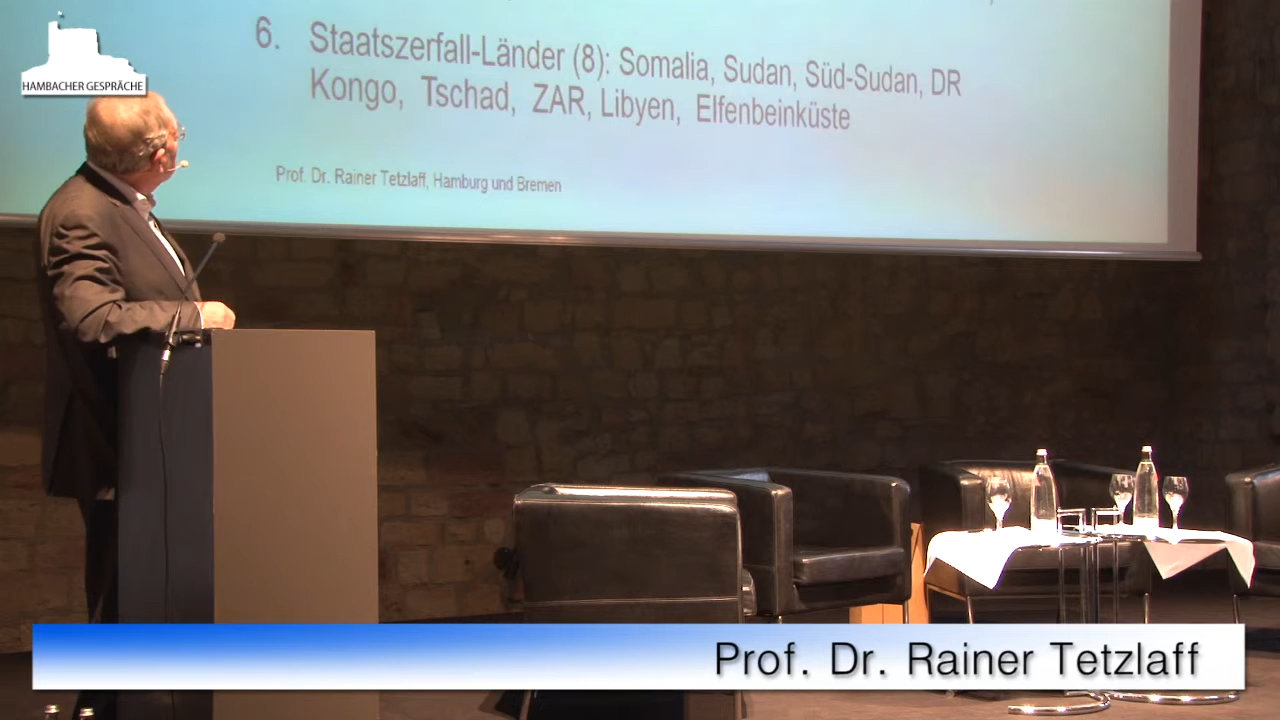 HAMBACHER GESPRÄCHE
6. Staatszerfall-Länder (8): Somalia, Sudan, Süd-Sudan, DR
Kongo, Tschad, ZAR, Libyen, Elfenbeinküste
Prof. Dr. Rainer Tetzlaff, Hamburg und Bremen
Prof. Dr. Rainer Tetzlaff